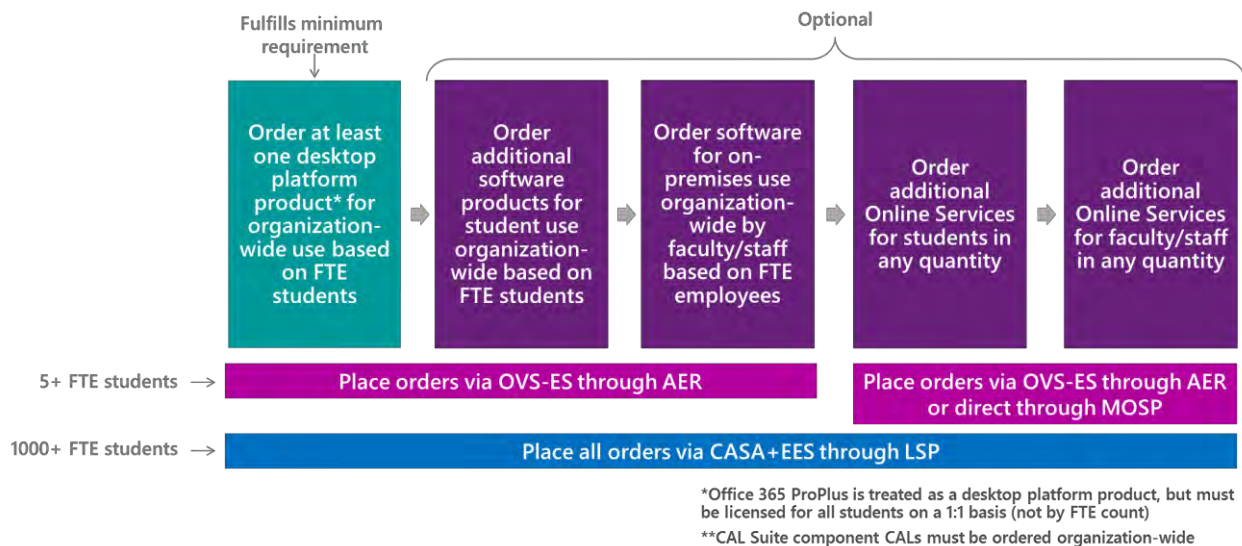 Fulfills minimum
requirement
Optional
Order at least
one desktop
platform
product* for
organization-
wide use based
on FTE
students
Order
additional
software
products for
student use
organization-
wide based on
FTE students
Order software
for on-
premises use
organization-
wide by
faculty/staff
based on FTE
employees
Order
additional
Online Services
for students in
any quantity
Order
additional
Online Services
for faculty/staff
in any quantity
5+ FTE students
Place orders via OVS-ES through AER
Place orders via OVS-ES through AER
or direct through MOSP
1000+ FTE students
Place all orders via CASA+EES through LSP
*Office 365 ProPlus is treated as a desktop platform product, but must
be licensed for all students on a 1:1 basis (not by FTE count)
**CAL Suite component CALs must be ordered organization-wide